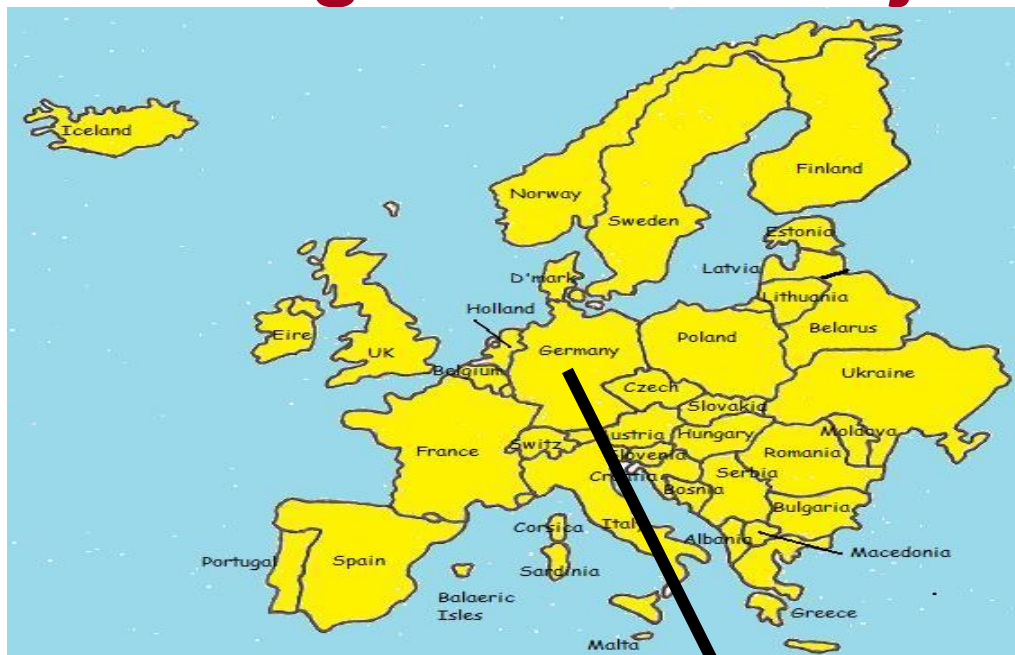 Iceland
Finland
Norway
Sweden
Estonia
Latvia
D'mark
Lithuania
Holland
Belarus
Eire
UK
Germany
Poland
Belgium
Ukraine
Czech
Slovakia
Switz
Austria
Hungary
Moldova
France
Slovenia
Romania
Croatia
Serbia
Bosnia
Bulgaria
Corsica
Italy
Albania
Macedonia
Portugal
Spain
Sardinia
Balaeric
Isles
Greece
Malta